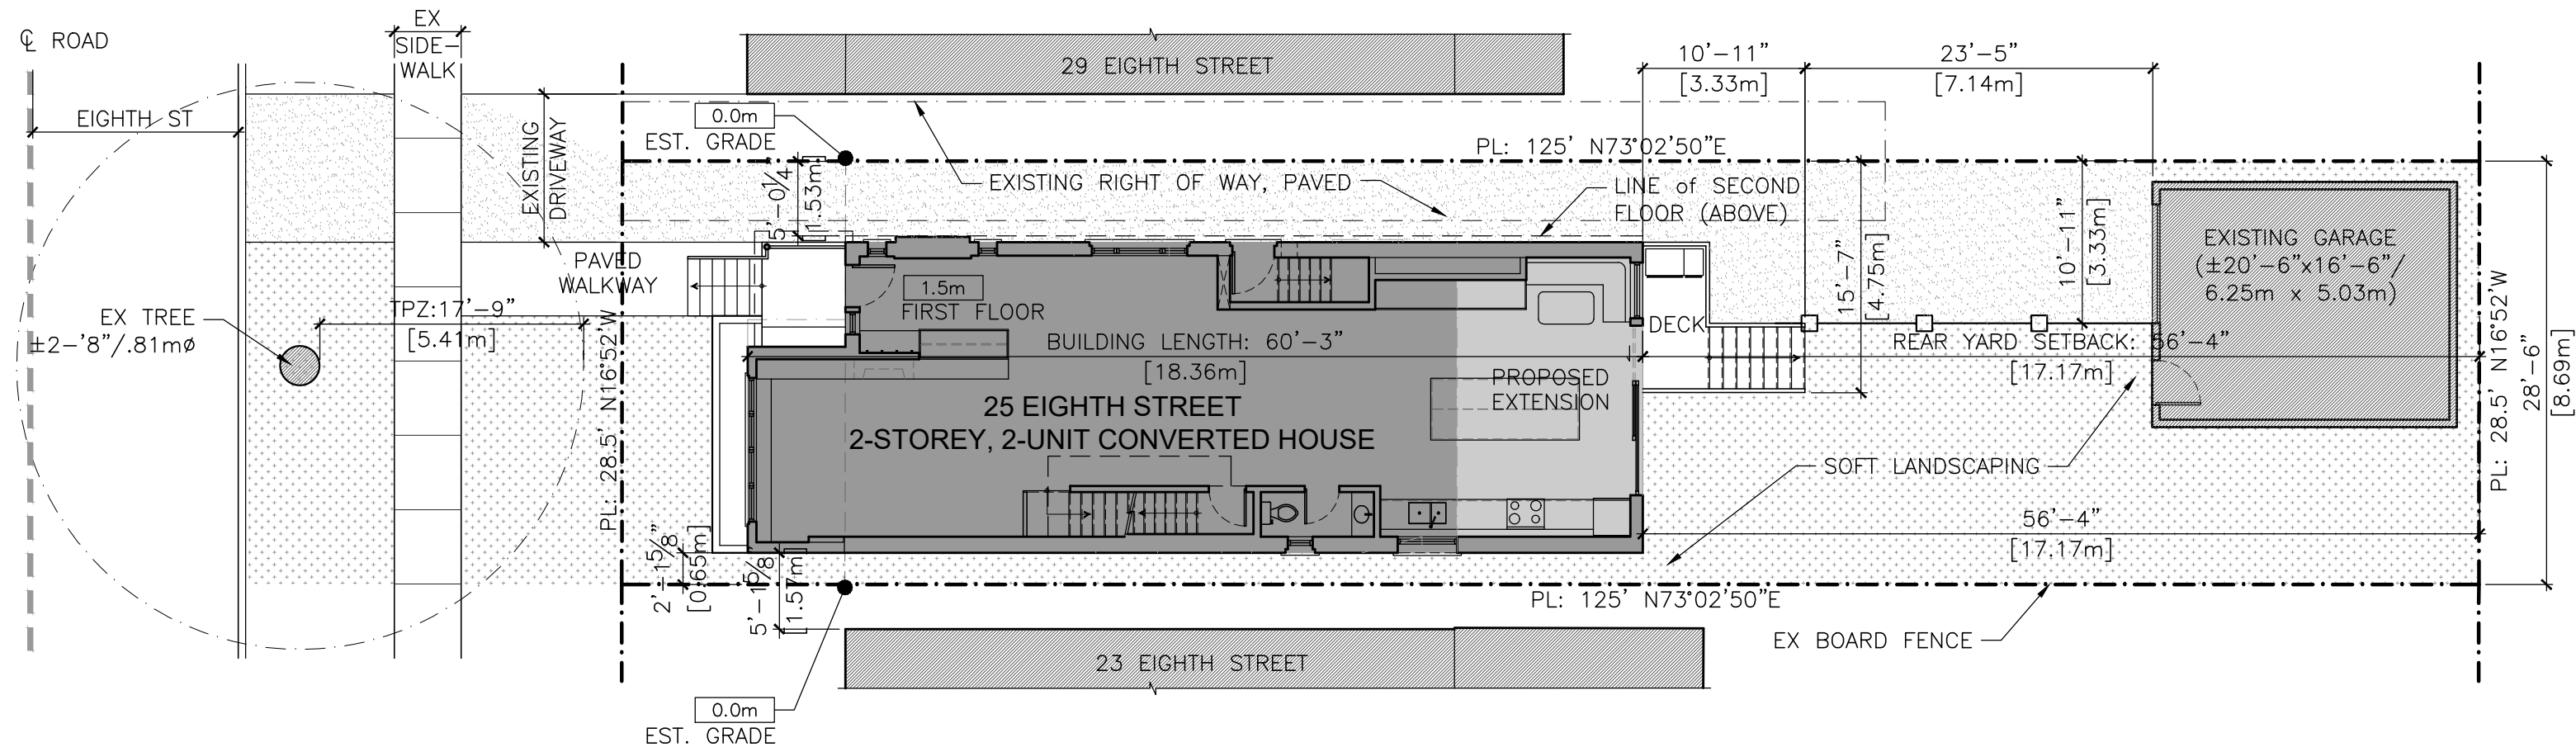 ℄ ROAD
EX
SIDE-
WALK
EIGHTH ST
EXISTING
DRIVEWAY
29 EIGHTH STREET
10'-11"
[3.33m]
23'-5"
[7.14m]
0.0m
EST. GRADE
PL: 125' N73°02'50"E
5'-0¼"
[1.53m]
EXISTING RIGHT OF WAY, PAVED
LINE of SECOND
FLOOR (ABOVE)
15'-7"
[4.75m]
10'-11"
[3.33m]
EXISTING GARAGE
(±20'-6"x16'-6"/
6.25m x 5.03m)
PAVED
WALKWAY
1.5m
FIRST FLOOR
EX TREE
±2-'8"/.81mø
TPZ:17'-9"
[5.41m]
DECK
BUILDING LENGTH: 60'-3"
[18.36m]
REAR YARD SETBACK: 56'-4"
[17.17m]
PROPOSED
EXTENSION
25 EIGHTH STREET
2-STOREY, 2-UNIT CONVERTED HOUSE
PL: 28.5' N16°52'W
PL: 28.5' N16°52'W
28'-6"
[8.69m]
SOFT LANDSCAPING
56'-4"
[17.17m]
2'-1⅝"
[0.65m]
5'-1⅝"
[1.57m]
PL: 125' N73°02'50"E
EX BOARD FENCE
23 EIGHTH STREET
0.0m
EST. GRADE